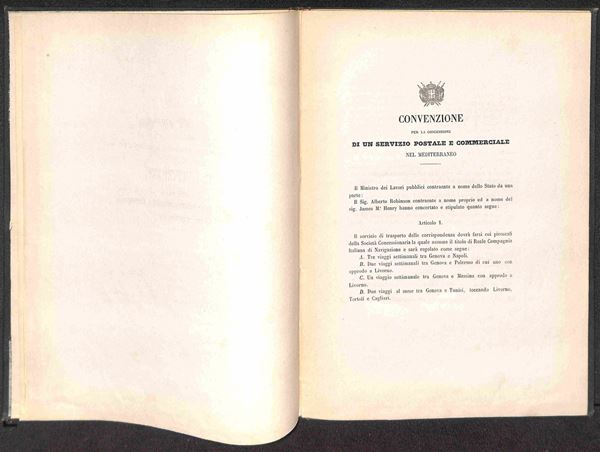 CONVENZIONE
PER LA CONCESSIONE
DI UN SERVIZIO POSTALE E COMMERCIALE
NEL MEDITERRANEO
Il Ministro dei Lavori pubblici contraente a nome dello Stato da una
parte:
Il Sig. Alberto Robinson contraente a nome proprio ed a nome del
sig. James Mc Henry hanno concertato e stipulato quanto segue:
Articolo 1.
Il servizio di trasporto delle corrispondenze dovrà farsi coi piroscafi
della Società Concessionaria la quale assume il titolo di Reale Compagnia
Italiana di Navigazione e sarà regolato come segue:
A. Tre viaggi settimanali tra Genova e Napoli.
B. Due viaggi settimanali tra Genova e Palermo di cui uno con
approdo a Livorno.
C. Un viaggio settimanale tra Genova e Messina con approdo a
Livorno.
D. Due viaggi al mese tra Genova e Tunisi, toccando Livorno,
Tortolì e Cagliari.